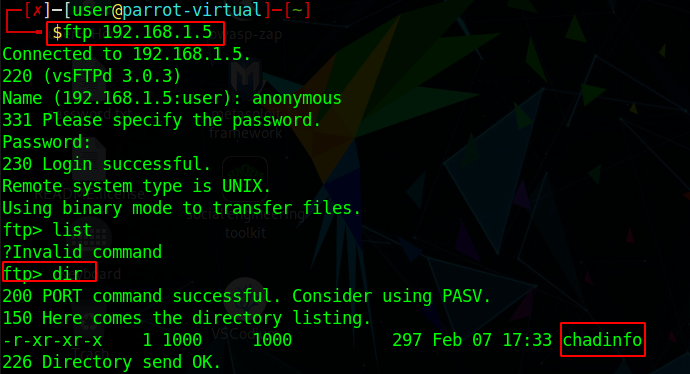 [✗]─[user@parrot-virtual]─[~]
$ftp 192.168.1.5
Connected to 192.168.1.5.
220 (vsFTPd 3.0.3)
Name (192.168.1.5:user): anonymous
331 Please specify the password.
Password:
230 Login successful.
Remote system type is UNIX.
Using binary mode to transfer files.
ftp> list
?Invalid command
ftp> dir
200 PORT command successful. Consider using PASV.
150 Here comes the directory listing.
-r-xr-xr-x    1 1000     1000          297 Feb 07 17:33 chadinfo
226 Directory send OK.